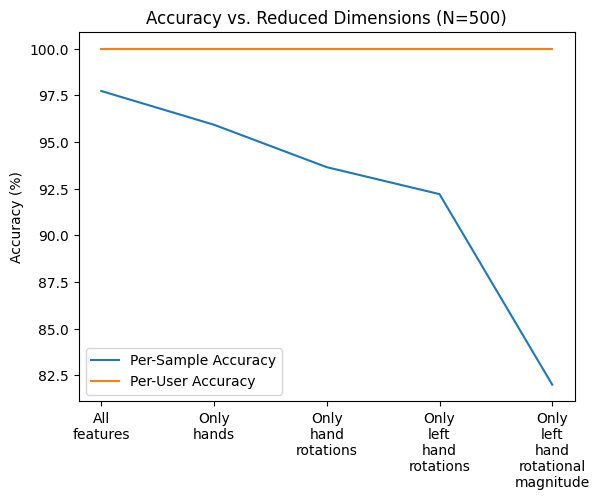 Accuracy vs. Reduced Dimensions (N=500)
Accuracy (%)
100.0
97.5
95.0
92.5
90.0
87.5
85.0
82.5
Per-Sample Accuracy
Per-User Accuracy
All
features
Only
hands
Only
hand
rotations
Only
left
hand
rotations
Only
left
hand
rotational
magnitude